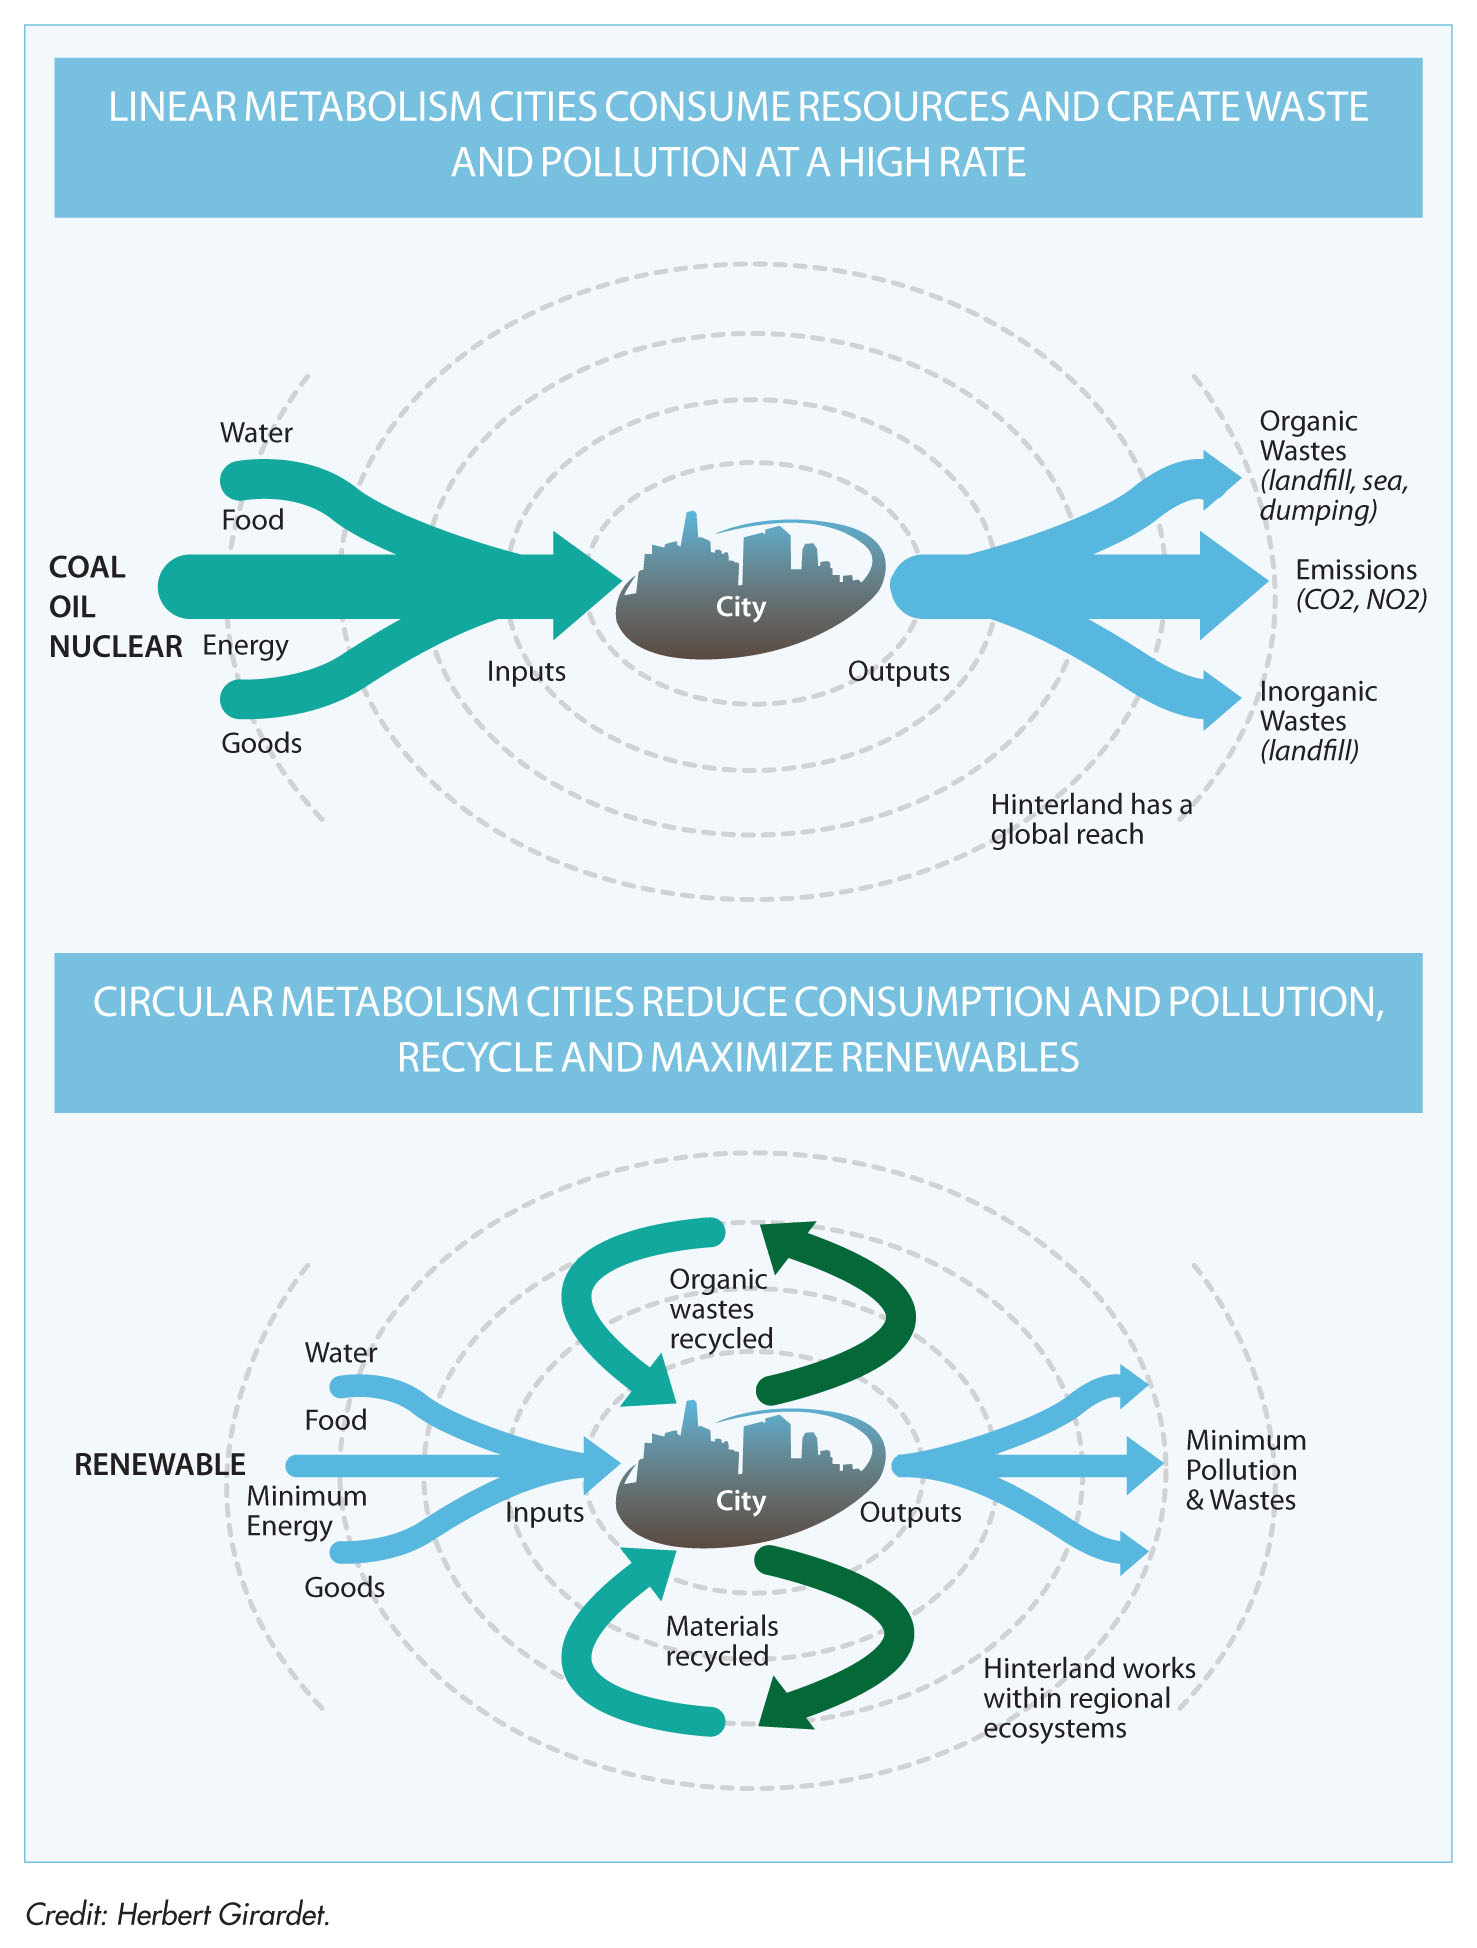 LINEAR METABOLISM CITIES CONSUME RESOURCES AND CREATE WASTE
AND POLLUTION AT A HIGH RATE
Water
Food
COAL
OIL
NUCLEAR
Energy
Goods
Inputs
City
Outputs
Organic
Wastes
(landfill, sea,
dumping)
Emissions
(CO2, NO2)
Inorganic
Wastes
(landfill)
Hinterland has a
global reach
CIRCULAR METABOLISM CITIES REDUCE CONSUMPTION AND POLLUTION,
RECYCLE AND MAXIMIZE RENEWABLES
Organic
wastes
recycled
Water
Food
RENEWABLE
Minimum
Energy
Goods
Inputs
City
Outputs
Minimum
Pollution
& Wastes
Materials
recycled
Hinterland works
within regional
ecosystems
Credit: Herbert Girardet.